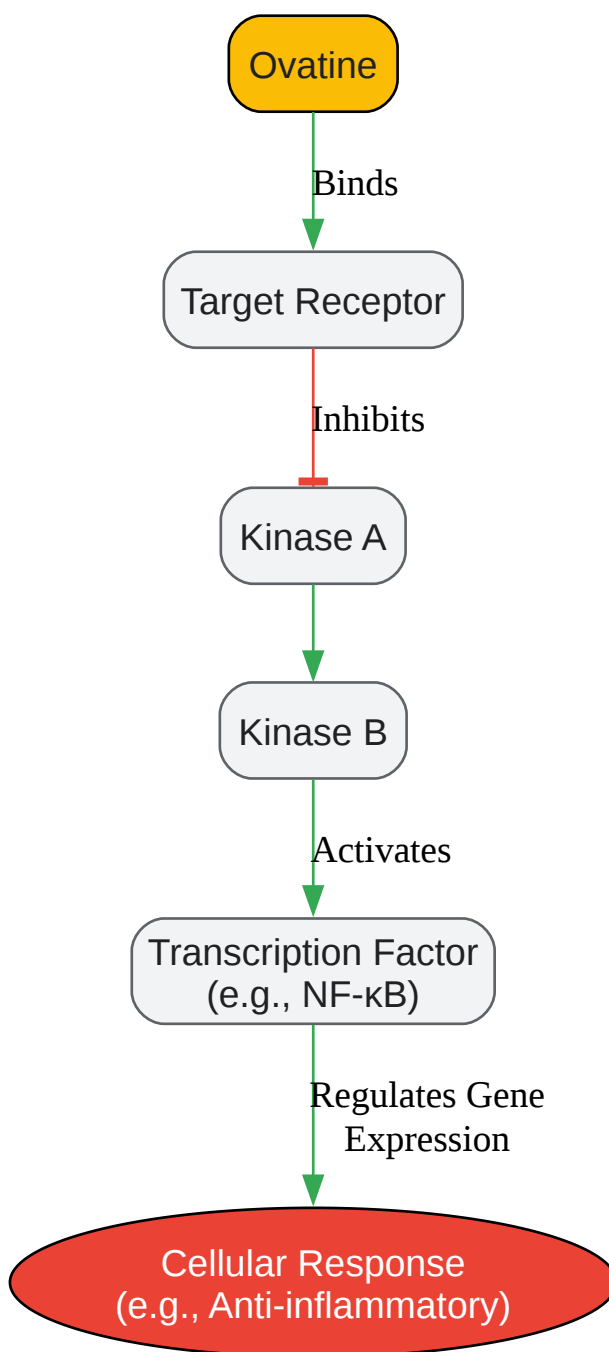 Ovatine
Binds
Target Receptor
Inhibits
Kinase A
Kinase B
Activates
Transcription Factor
(e.g., NF-κB)
Regulates Gene
Expression
Cellular Response
(e.g., Anti-inflammatory)